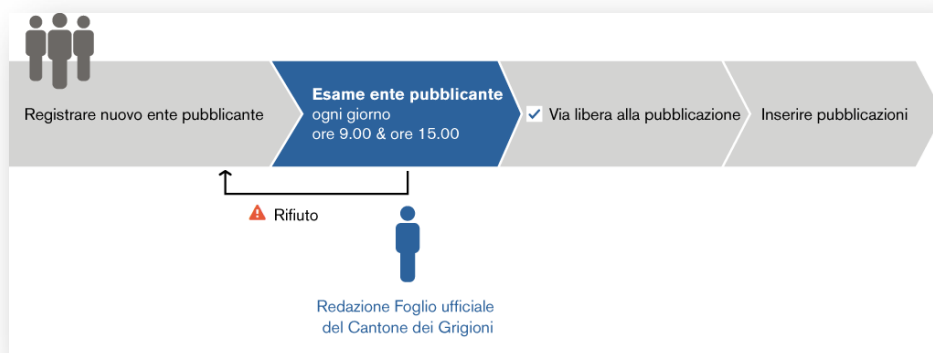 Registrare nuovo ente pubblicante
Esame ente pubblicante
ogni giorno
ore 9.00 & ore 15.00
Via libera alla pubblicazione
Inserire pubblicazioni
Rifiuto
Redazione Foglio ufficiale
del Cantone dei Grigioni